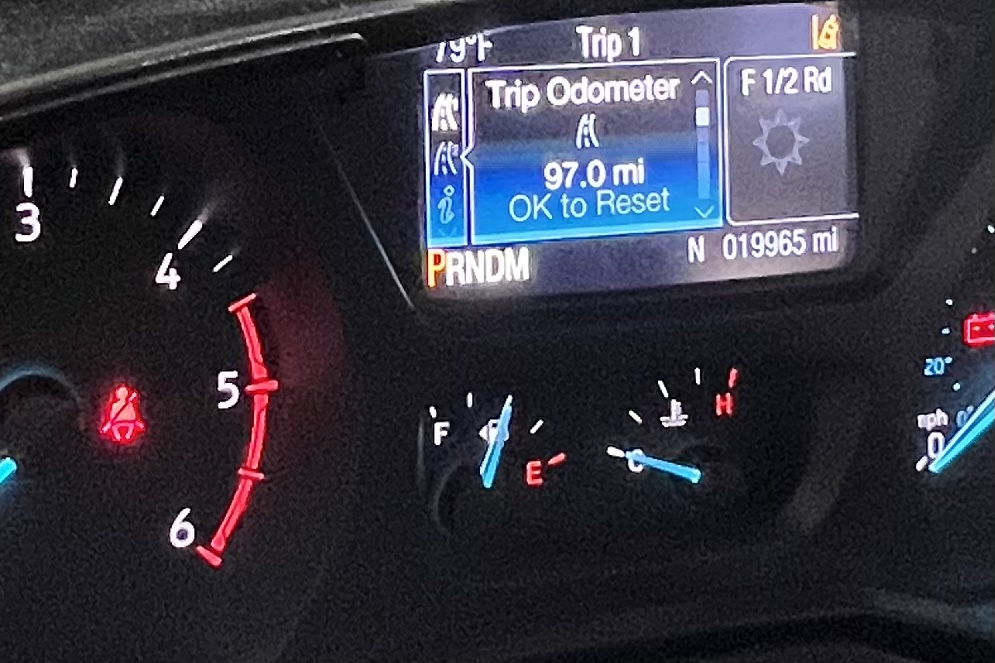 79°F
Trip 1
Trip Odometer
97.0 mi
OK to Reset
F 1/2 Rd
PRNDM
N 019965 mi
3
4
5
6
F
E
C
H
20°
mph
0